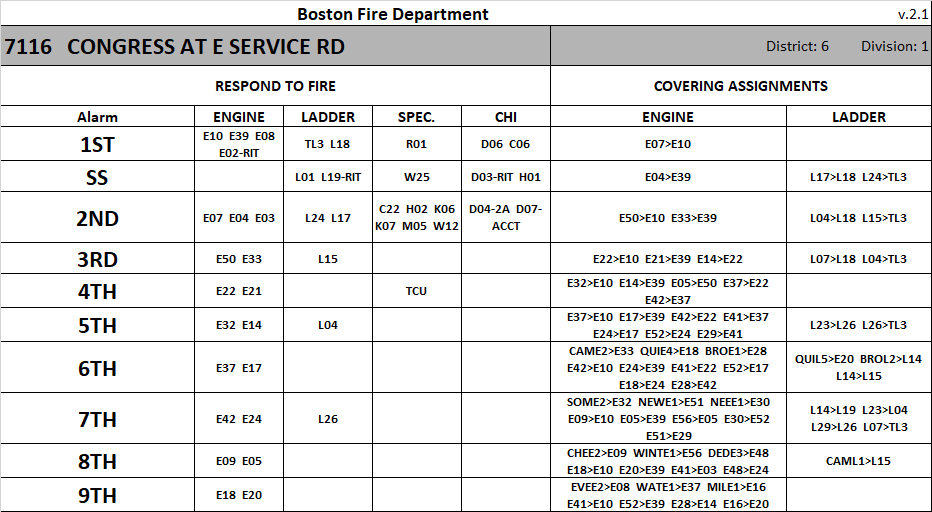 Boston Fire Department v.2.1
7116 CONGRESS AT E SERVICE RD District: 6 Division: 1
RESPOND TO FIRE COVERING ASSIGNMENTS
Alarm ENGINE LADDER SPEC. CHI ENGINE LADDER
1ST E10 E39 E08 E02-RIT TL3 L18 R01 D06 C06 E07>E10
SS L01 L19-RIT W25 D03-RIT H01 E04>E39 L17>L18 L24>TL3
2ND E07 E04 E03 L24 L17 C22 H02 K06 K07 M05 W12 D04-2A D07-ACCT E50>E10 E33>E39 L04>L18 L15>TL3
3RD E50 E33 L15 E22>E10 E21>E39 E14>E22 L07>L18 L04>TL3
4TH E22 E21 TCU E32>E10 E14>E39 E05>E50 E37>E22 E42>E37
5TH E32 E14 L04 E37>E10 E17>E39 E42>E22 E41>E37 E24>E17 E52>E24 E29>E41 L23>L26 L26>TL3
6TH E37 E17 CAME2>E33 QUIE4>E18 BROE1>E28 E42>E10 E24>E39 E41>E22 E52>E17 E18>E24 E28>E42 QUIL5>E20 BROL2>L14 L14>L15
7TH E42 E24 L26 SOME2>E32 NEWE1>E51 NEEE1>E30 E09>E10 E05>E39 E56>E05 E30>E52 E51>E29 L14>L19 L23>L04 L29>L26 L07>TL3
8TH E09 E05 CHEE2>E09 WINTE1>E56 DEDE3>E48 E18>E10 E20>E39 E41>E03 E48>E24 CAML1>L15
9TH E18 E20 EVEE2>E08 WATE1>E37 MILE1>E16 E41>E10 E52>E39 E28>E14 E16>E20